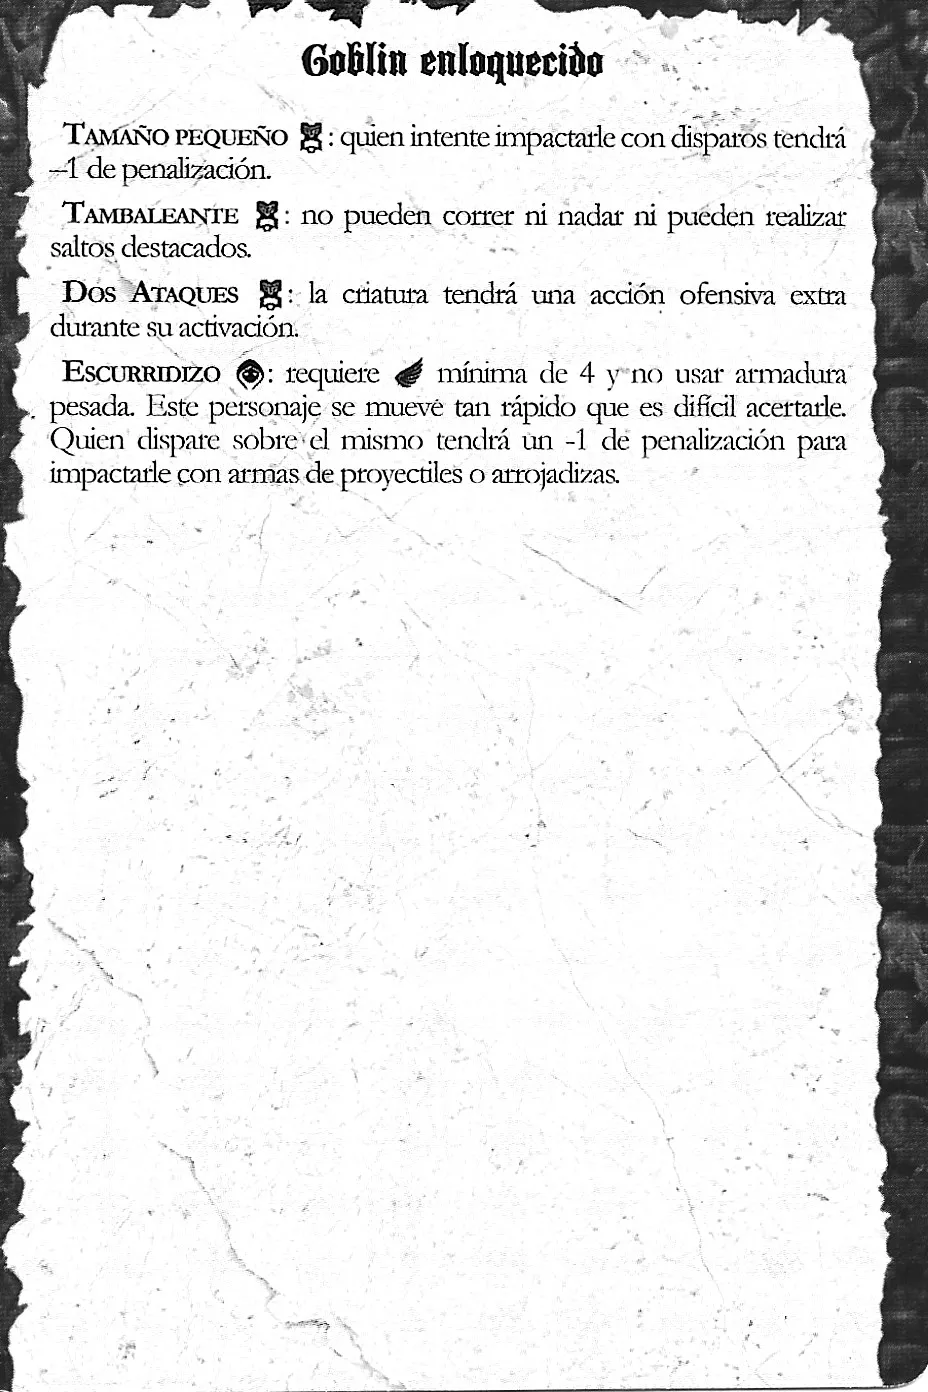 Goblin enloquecido
TAMAÑO PEQUEÑO : quien intente impactarle con disparos tendrá
–1 de penalización.
TAMBALEANTE : no pueden correr ni nadar ni pueden realizar
saltos destacados.
DOS ATAQUES : la criatura tendrá una acción ofensiva extra
durante su activación.
ESCURRIDIZO : requiere mínima de 4 y no usar armadura
pesada. Este personaje se mueve tan rápido que es difícil acertarle.
Quien dispare sobre el mismo tendrá un -1 de penalización para
impactarle con armas de proyectiles o arrojadizas.